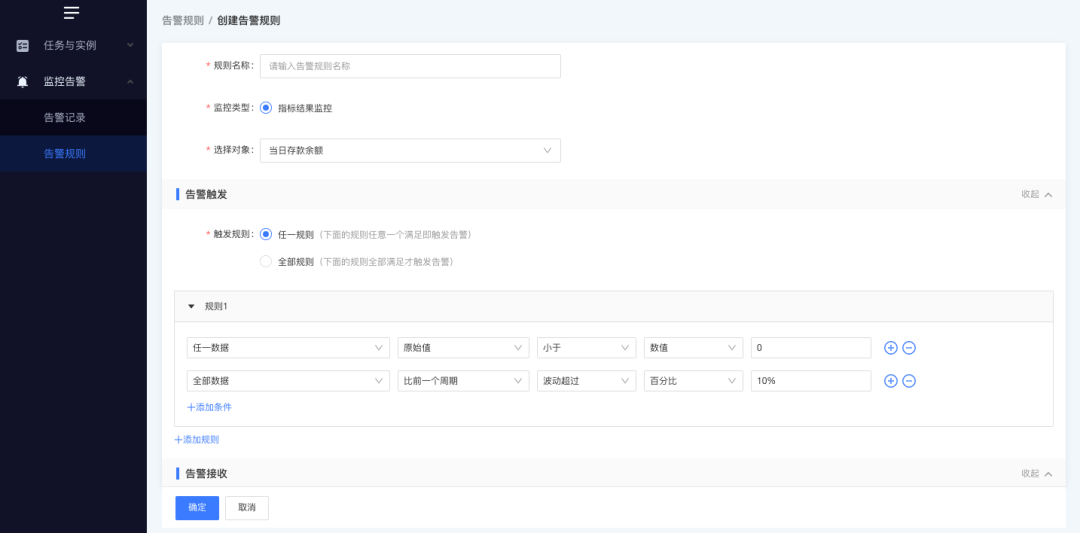 告警规则 / 创建告警规则
任务与实例
监控告警
告警记录
告警规则
* 规则名称: 请输入告警规则名称
* 监控类型: 指标结果监控
* 选择对象: 当日存款余额
告警触发 收起
* 触发规则: 任一规则 (下面的规则任意一个满足即触发告警)
全部规则 (下面的规则全部满足才触发告警)
规则1
任一数据 原始值 小于 数值 0
全部数据 比前一个周期 波动超过 百分比 10%
+添加条件
+添加规则
告警接收 收起
确定 取消